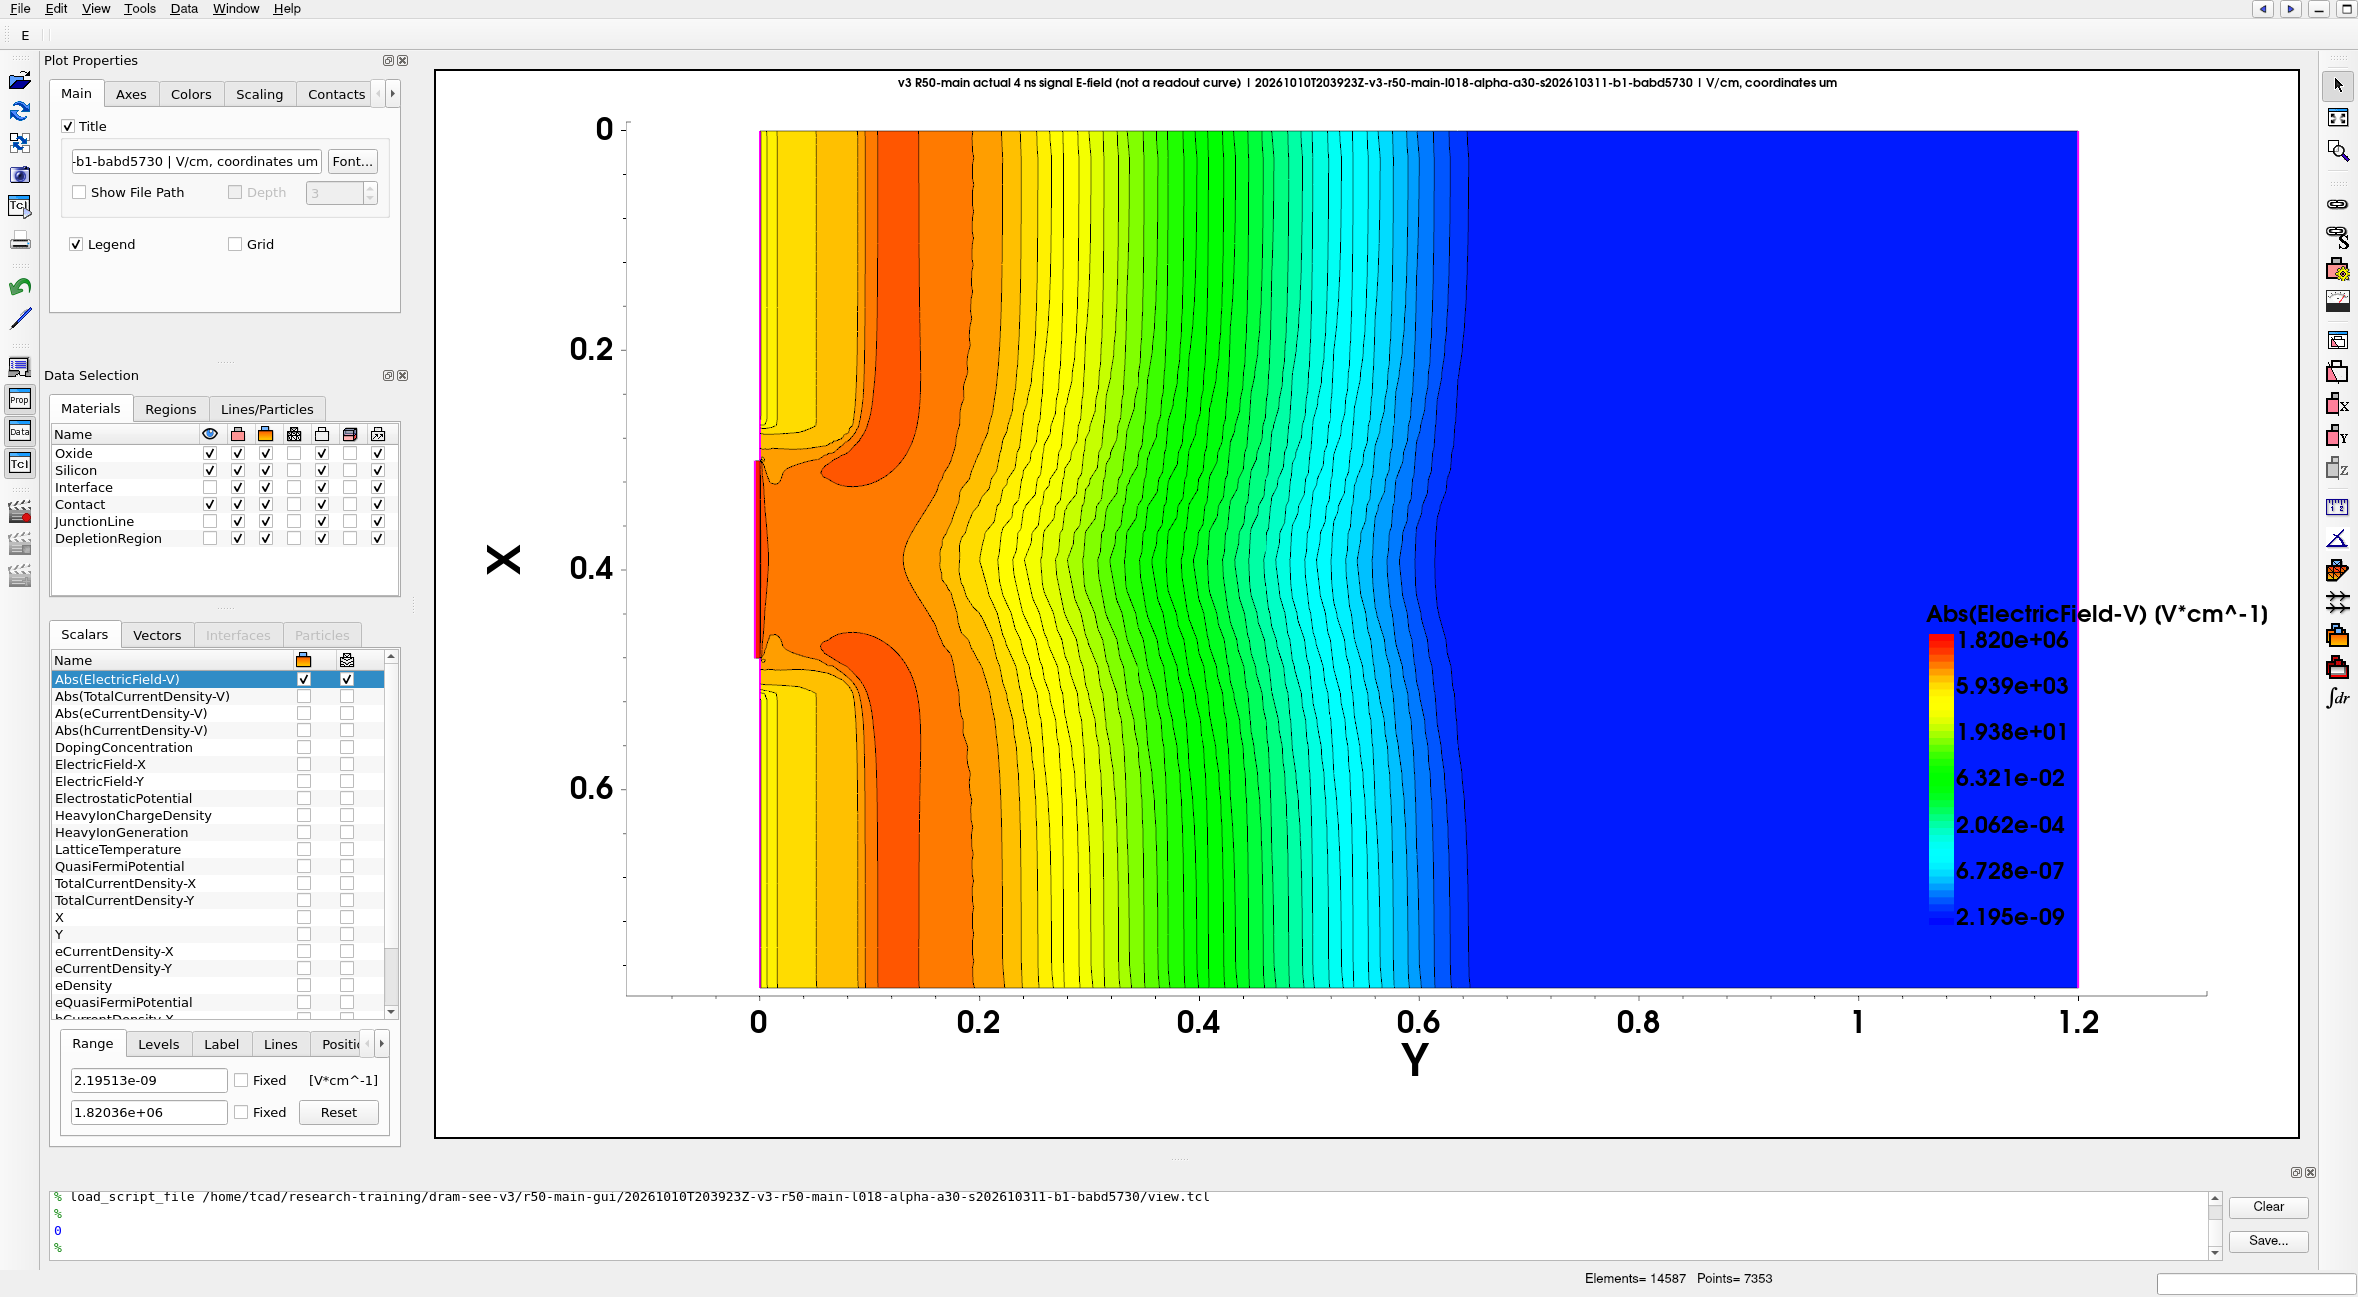 File Edit View Tools Data Window Help
E
Plot Properties
Main Axes Colors Scaling Contacts
Title
-b1-babd5730 | V/cm, coordinates um Font...
Show File Path Depth 3
Legend Grid
Data Selection
Materials Regions Lines/Particles
Name
Oxide
Silicon
Interface
Contact
JunctionLine
DepletionRegion
Scalars Vectors Interfaces Particles
Name
Abs(ElectricField-V)
Abs(TotalCurrentDensity-V)
Abs(eCurrentDensity-V)
Abs(hCurrentDensity-V)
DopingConcentration
ElectricField-X
ElectricField-Y
ElectrostaticPotential
HeavyIonChargeDensity
HeavyIonGeneration
LatticeTemperature
QuasiFermiPotential
TotalCurrentDensity-X
TotalCurrentDensity-Y
X
Y
eCurrentDensity-X
eCurrentDensity-Y
eDensity
eQuasiFermiPotential
hCurrentDensity-X
Range Levels Label Lines Positic
2.19513e-09 Fixed [V*cm^-1]
1.82036e+06 Fixed Reset
Tcl
Prop
Data
Tcl
v3 R50-main actual 4 ns signal E-field (not a readout curve) | 20261010T203923Z-v3-r50-main-l018-alpha-a30-s202610311-b1-babd5730 | V/cm, coordinates um
0
0.2
0.4
0.6
X
0 0.2 0.4 0.6 0.8 1 1.2
Y
Abs(ElectricField-V) (V*cm^-1)
1.820e+06
5.939e+03
1.938e+01
6.321e-02
2.062e-04
6.728e-07
2.195e-09
S
X
Y
Z
1 2
∫dr
% load_script_file /home/tcad/research-training/dram-see-v3/r50-main-gui/20261010T203923Z-v3-r50-main-l018-alpha-a30-s202610311-b1-babd5730/view.tcl
%
0
%
Clear
Save...
Elements= 14587 Points= 7353